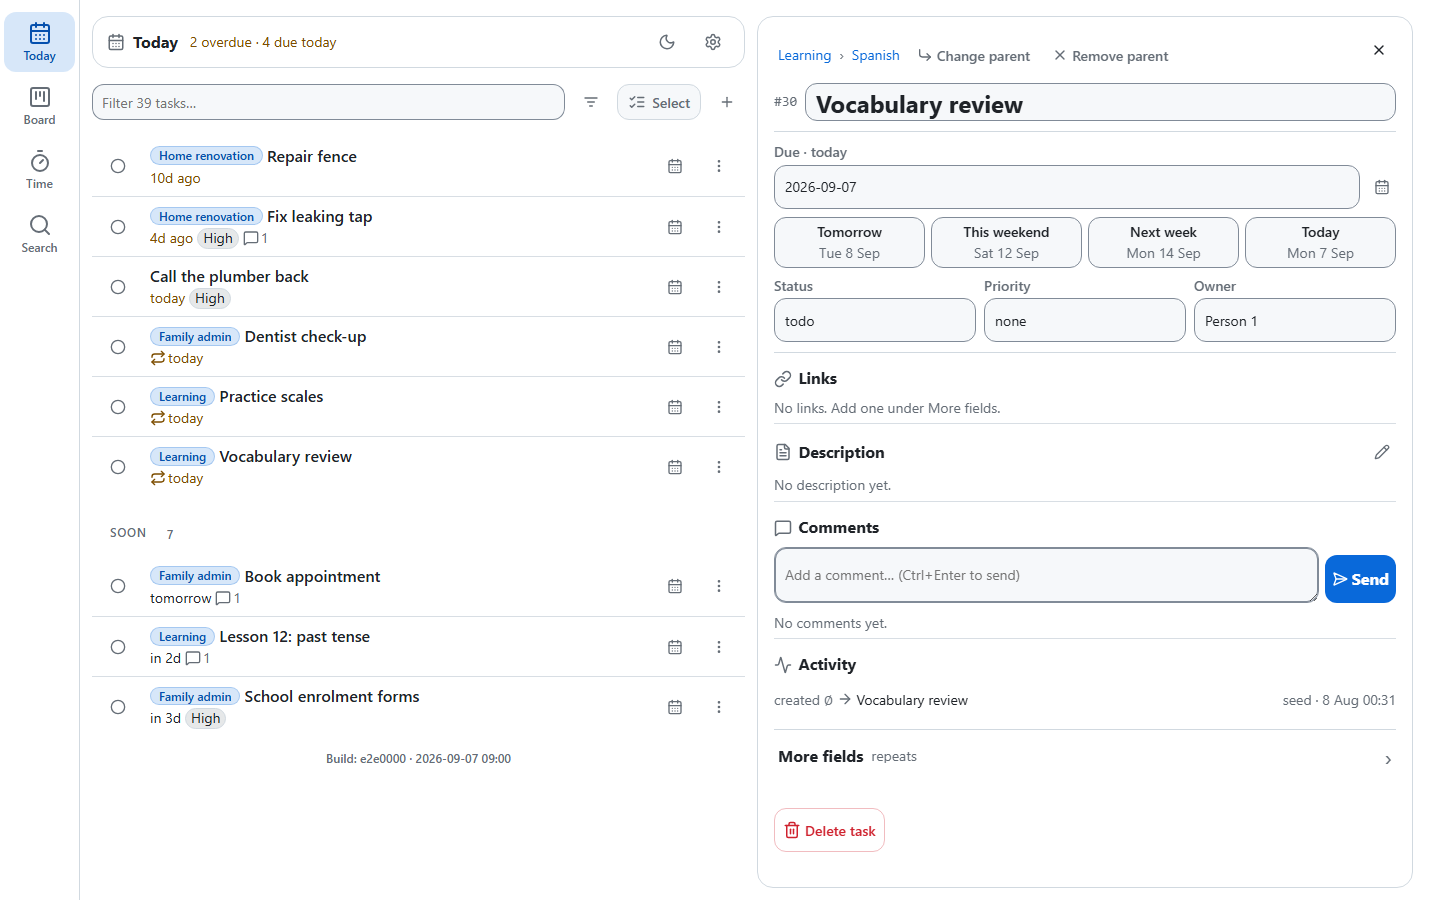 Today
Board
Time
Search
Today 2 overdue · 4 due today
Filter 39 tasks...
Select
Home renovation Repair fence
10d ago
Home renovation Fix leaking tap
4d ago High 1
Call the plumber back
today High
Family admin Dentist check-up
today
Learning Practice scales
today
Learning Vocabulary review
today
SOON 7
Family admin Book appointment
tomorrow 1
Learning Lesson 12: past tense
in 2d 1
Family admin School enrolment forms
in 3d High
Build: e2e0000 · 2026-09-07 09:00
Learning › Spanish Change parent Remove parent
#30 Vocabulary review
Due · today
2026-09-07
Tomorrow This weekend Next week Today
Tue 8 Sep Sat 12 Sep Mon 14 Sep Mon 7 Sep
Status Priority Owner
todo none Person 1
Links
No links. Add one under More fields.
Description
No description yet.
Comments
Add a comment... (Ctrl+Enter to send)
Send
No comments yet.
Activity
created ∅ → Vocabulary review seed · 8 Aug 00:31
More fields repeats
Delete task